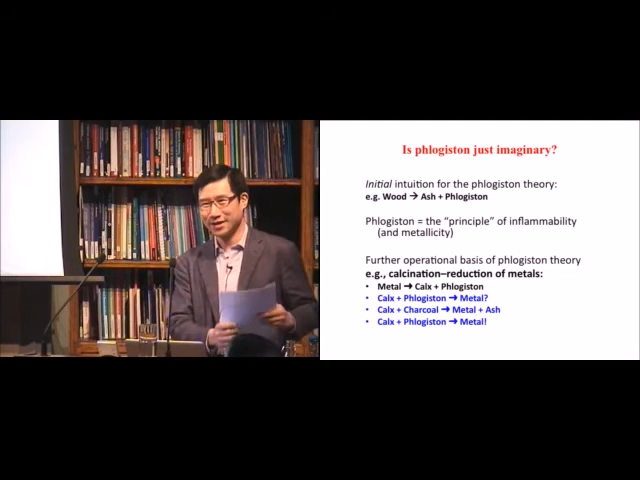 Is phlogiston just imaginary?
Initial intuition for the phlogiston theory:
e.g. Wood → Ash + Phlogiston
Phlogiston = the “principle” of inflammability
(and metallicity)
Further operational basis of phlogiston theory
e.g., calcination–reduction of metals:
• Metal ➜ Calx + Phlogiston
• Calx + Phlogiston ➜ Metal?
• Calx + Charcoal ➜ Metal + Ash
• Calx + Phlogiston ➜ Metal!